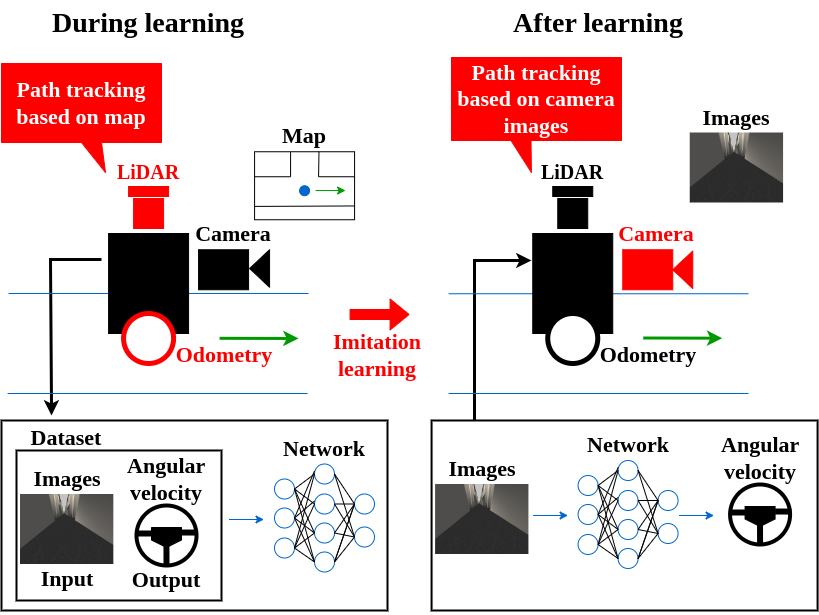 During learning
Path tracking
based on map
LiDAR
Map
Camera
Odometry
Imitation
learning
Dataset
Images
Input
Angular
velocity
Output
Network
After learning
Path tracking
based on camera
images
LiDAR
Images
Camera
Odometry
Images
Network
Angular
velocity